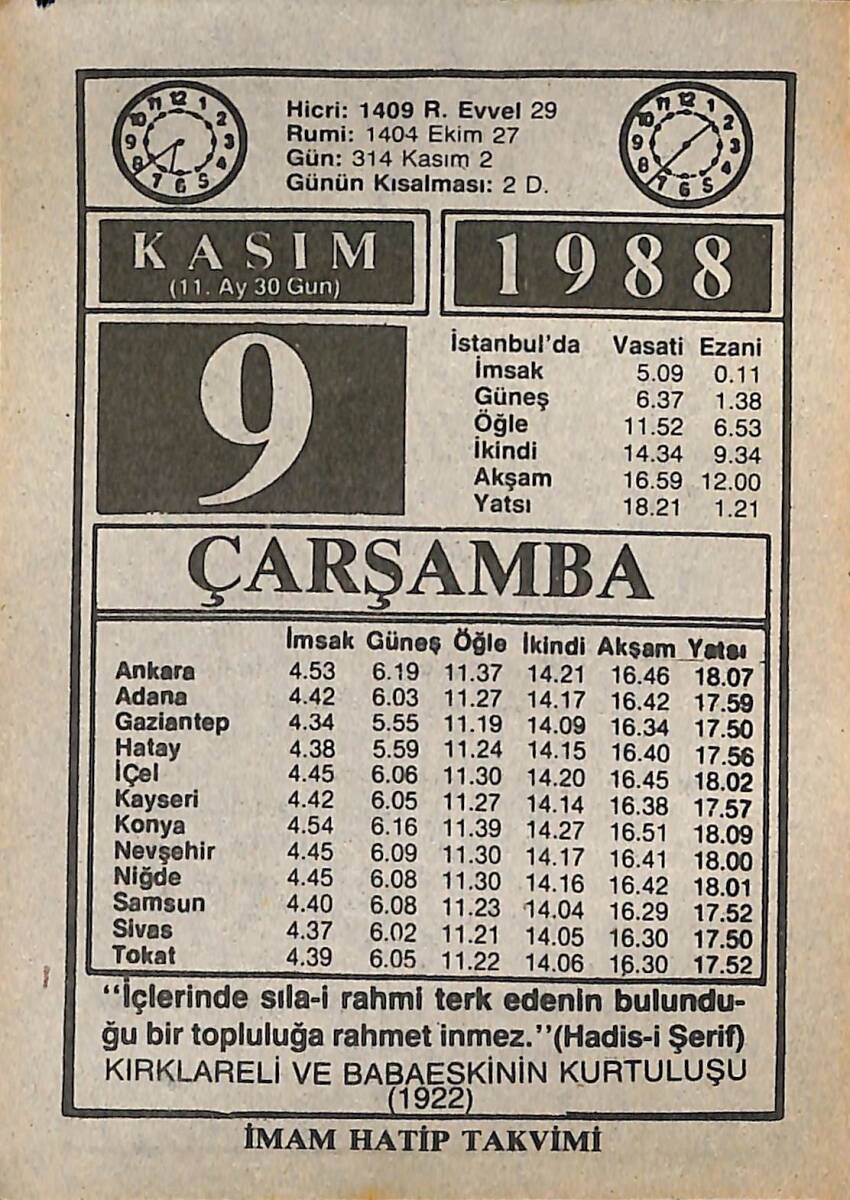 Hicri: 1409 R. Evvel 29
Rumi: 1404 Ekim 27
Gün: 314 Kasım 2
Günün Kısalması: 2 D.
KASIM
(11. Ay 30 Gun)
1988
9
İstanbul'da Vasati Ezani
İmsak 5.09 0.11
Güneş 6.37 1.38
Öğle 11.52 6.53
İkindi 14.34 9.34
Akşam 16.59 12.00
Yatsı 18.21 1.21
ÇARŞAMBA
İmsak Güneş Öğle İkindi Akşam Yatsı
Ankara 4.53 6.19 11.37 14.21 16.46 18.07
Adana 4.42 6.03 11.27 14.17 16.42 17.59
Gaziantep 4.34 5.55 11.19 14.09 16.34 17.50
Hatay 4.38 5.59 11.24 14.15 16.40 17.56
İÇel 4.45 6.06 11.30 14.20 16.45 18.02
Kayseri 4.42 6.05 11.27 14.14 16.38 17.57
Konya 4.54 6.16 11.39 14.27 16.51 18.09
Nevşehir 4.45 6.09 11.30 14.17 16.41 18.00
Niğde 4.45 6.08 11.30 14.16 16.42 18.01
Samsun 4.40 6.08 11.23 14.04 16.29 17.52
Sivas 4.37 6.02 11.21 14.05 16.30 17.50
Tokat 4.39 6.05 11.22 14.06 16.30 17.52
"İçlerinde sıla-i rahmi terk edenin bulundu-
ğu bir topluluğa rahmet inmez."(Hadis-i Şerif)
KIRKLARELİ VE BABAESKİNİN KURTULUŞU
(1922)
İMAM HATİP TAKVİMİ